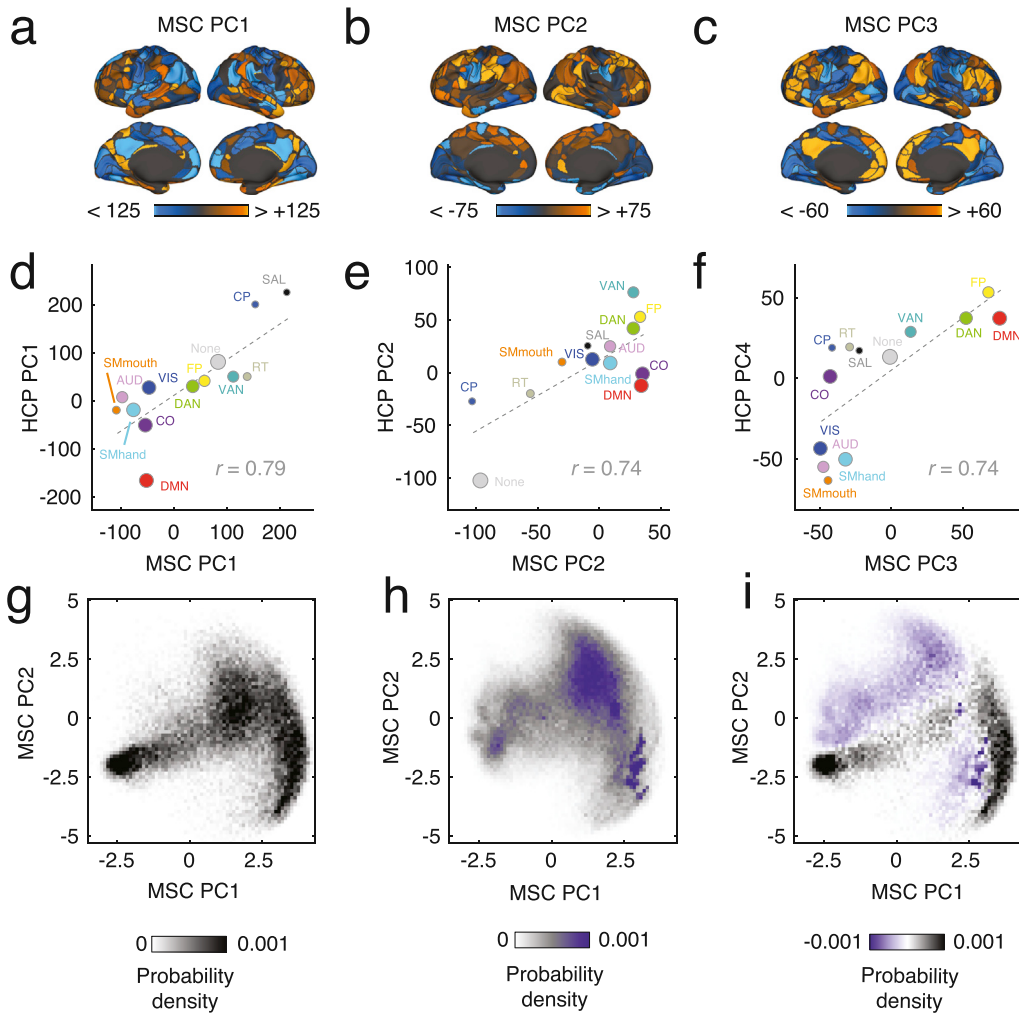 a
MSC PC1
b
MSC PC2
c
MSC PC3
< 125
> +125
< -75
> +75
< -60
> +60
d
HCP PC1
200
100
0
-100
-200
SAL
CP
None
SMmouth
AUD
VIS
FP
RT
DAN
VAN
CO
SMhand
DMN
r = 0.79
-100
0
100
200
MSC PC1
e
HCP PC2
100
50
0
-50
-100
VAN
FP
DAN
SAL
SMmouth
VIS
AUD
CP
RT
SMhand
CO
DMN
None
r = 0.74
-100
-50
0
50
MSC PC2
f
HCP PC4
50
0
-50
FP
VAN
DAN
DMN
CP
RT
SAL
None
CO
VIS
AUD
SMhand
SMmouth
r = 0.74
-50
0
50
MSC PC3
g
MSC PC2
5
2.5
0
-2.5
-5
-2.5
0
2.5
MSC PC1
0
0.001
Probability
density
h
MSC PC2
5
2.5
0
-2.5
-5
-2.5
0
2.5
MSC PC1
0
0.001
Probability
density
i
MSC PC2
5
2.5
0
-2.5
-5
-2.5
0
2.5
MSC PC1
-0.001
0.001
Probability
density